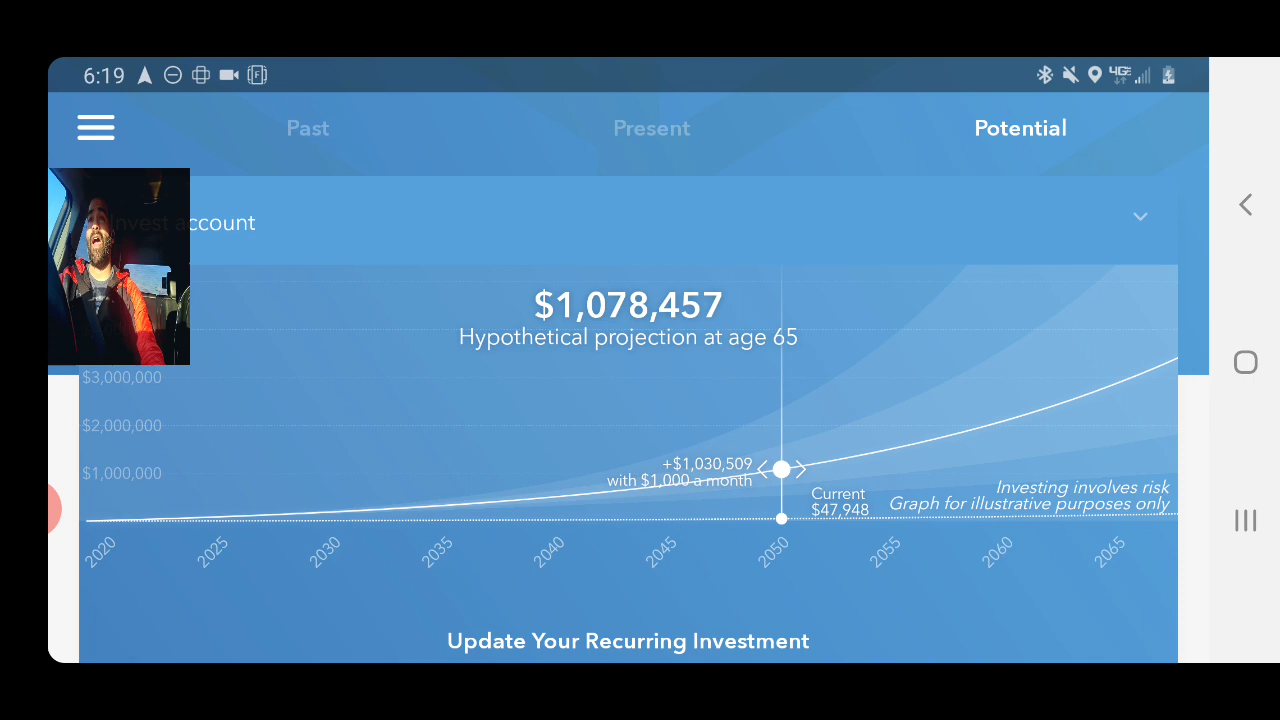 6:19
4GE
Past
Present
Potential
Invest account
$1,078,457
Hypothetical projection at age 65
$3,000,000
$2,000,000
$1,000,000
+$1,030,509
with $1,000 a month
Current
$47,948
Investing involves risk
Graph for illustrative purposes only
2020
2025
2030
2035
2040
2045
2050
2055
2060
2065
Update Your Recurring Investment